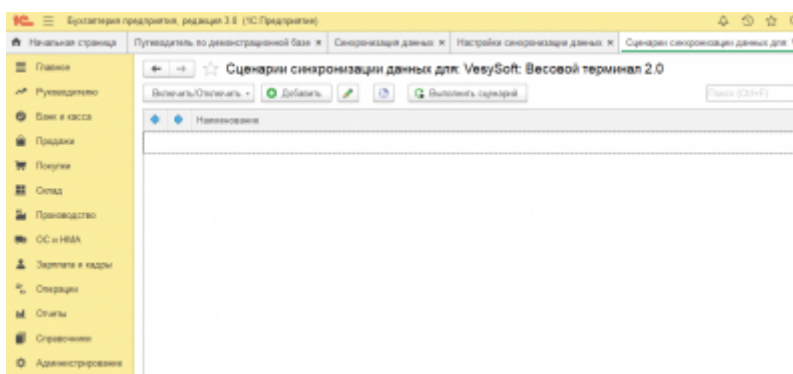 1С Бухгалтерия предприятия, редакция 3.0 (1С:Предприятие)
Начальная страница Путеводитель по демонстрационной базе × Синхронизация данных × Настройки синхронизации данных × Сценарии синхронизации данных для:
Главное
← → Сценарии синхронизации данных для: VesySoft: Весовой терминал 2.0
Руководителю
Включить/Отключить Добавить Выполнить сценарий Поиск (Ctrl+F)
Банк и касса
Наименование
Продажи
Покупки
Склад
Производство
ОС и НМА
Зарплата и кадры
Операции
Отчеты
Справочники
Администрирование